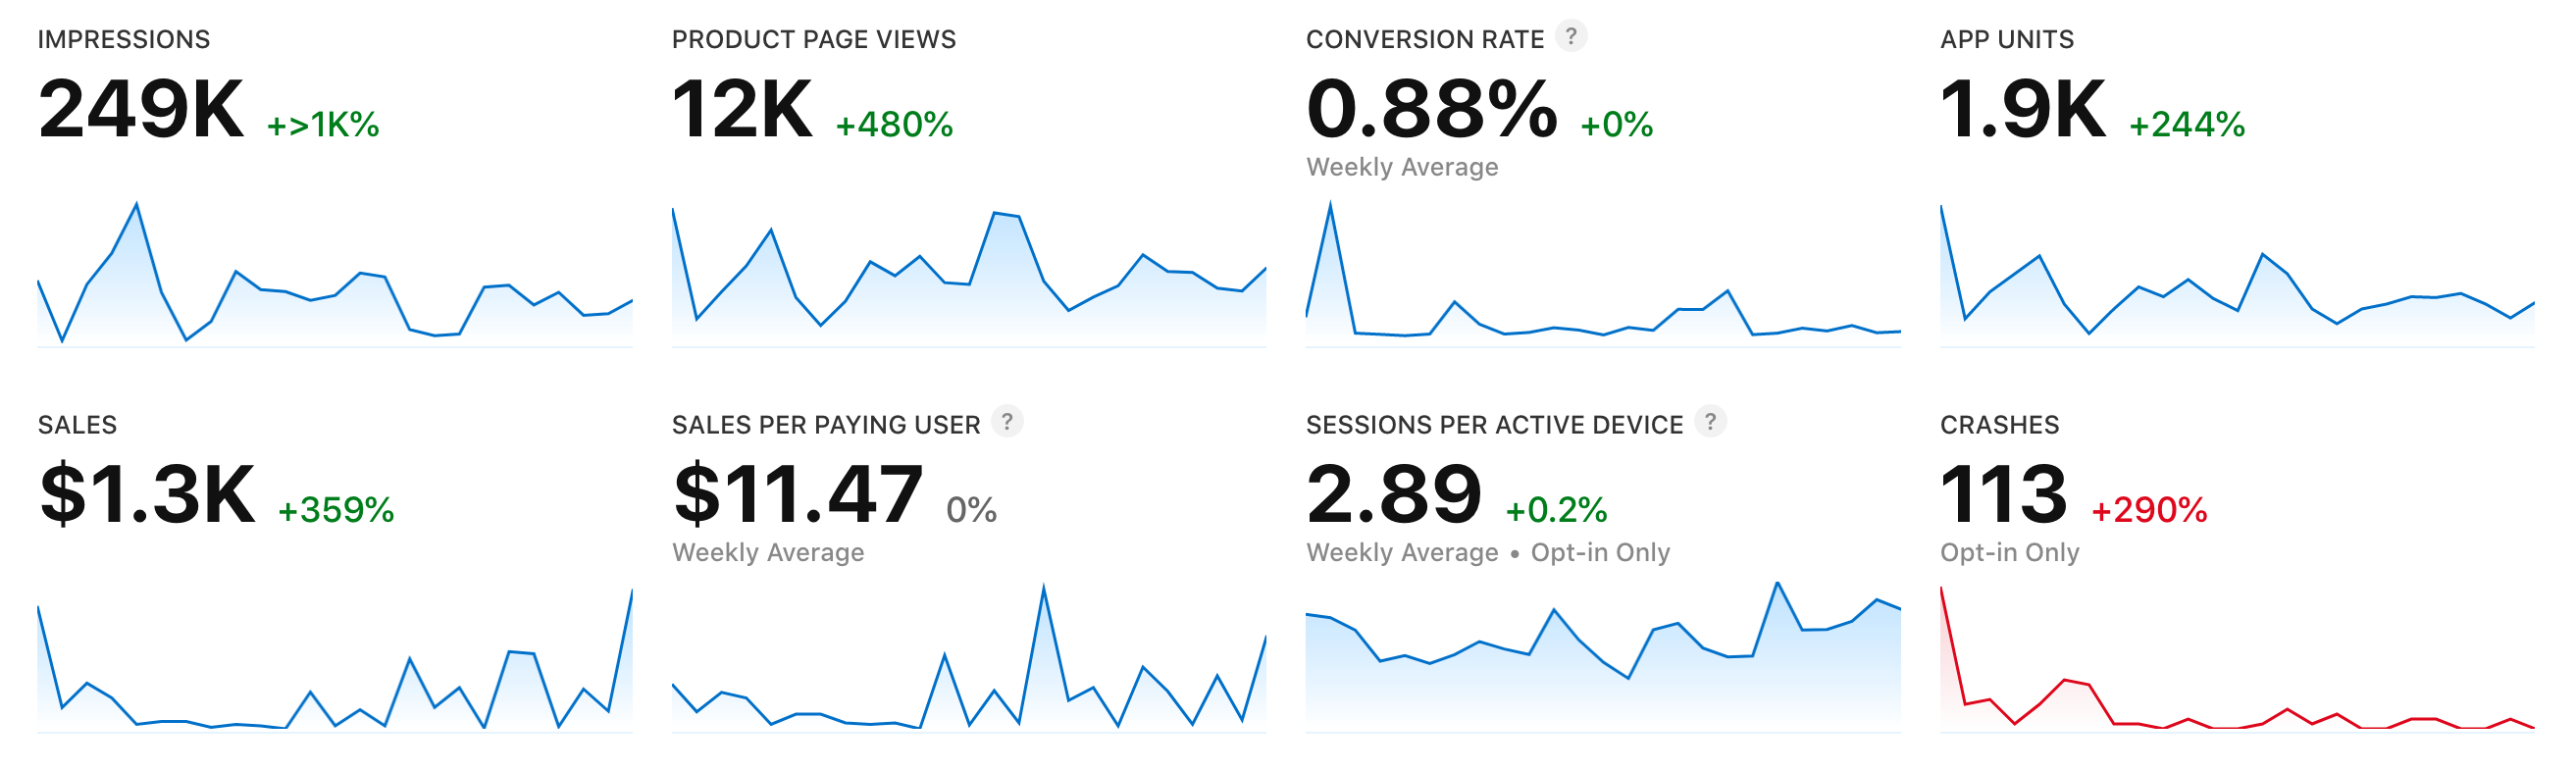 IMPRESSIONS
249K +>1K%
PRODUCT PAGE VIEWS
12K +480%
CONVERSION RATE ?
0.88% +0%
Weekly Average
APP UNITS
1.9K +244%
SALES
$1.3K +359%
SALES PER PAYING USER ?
$11.47 0%
Weekly Average
SESSIONS PER ACTIVE DEVICE ?
2.89 +0.2%
Weekly Average • Opt-in Only
CRASHES
113 +290%
Opt-in Only